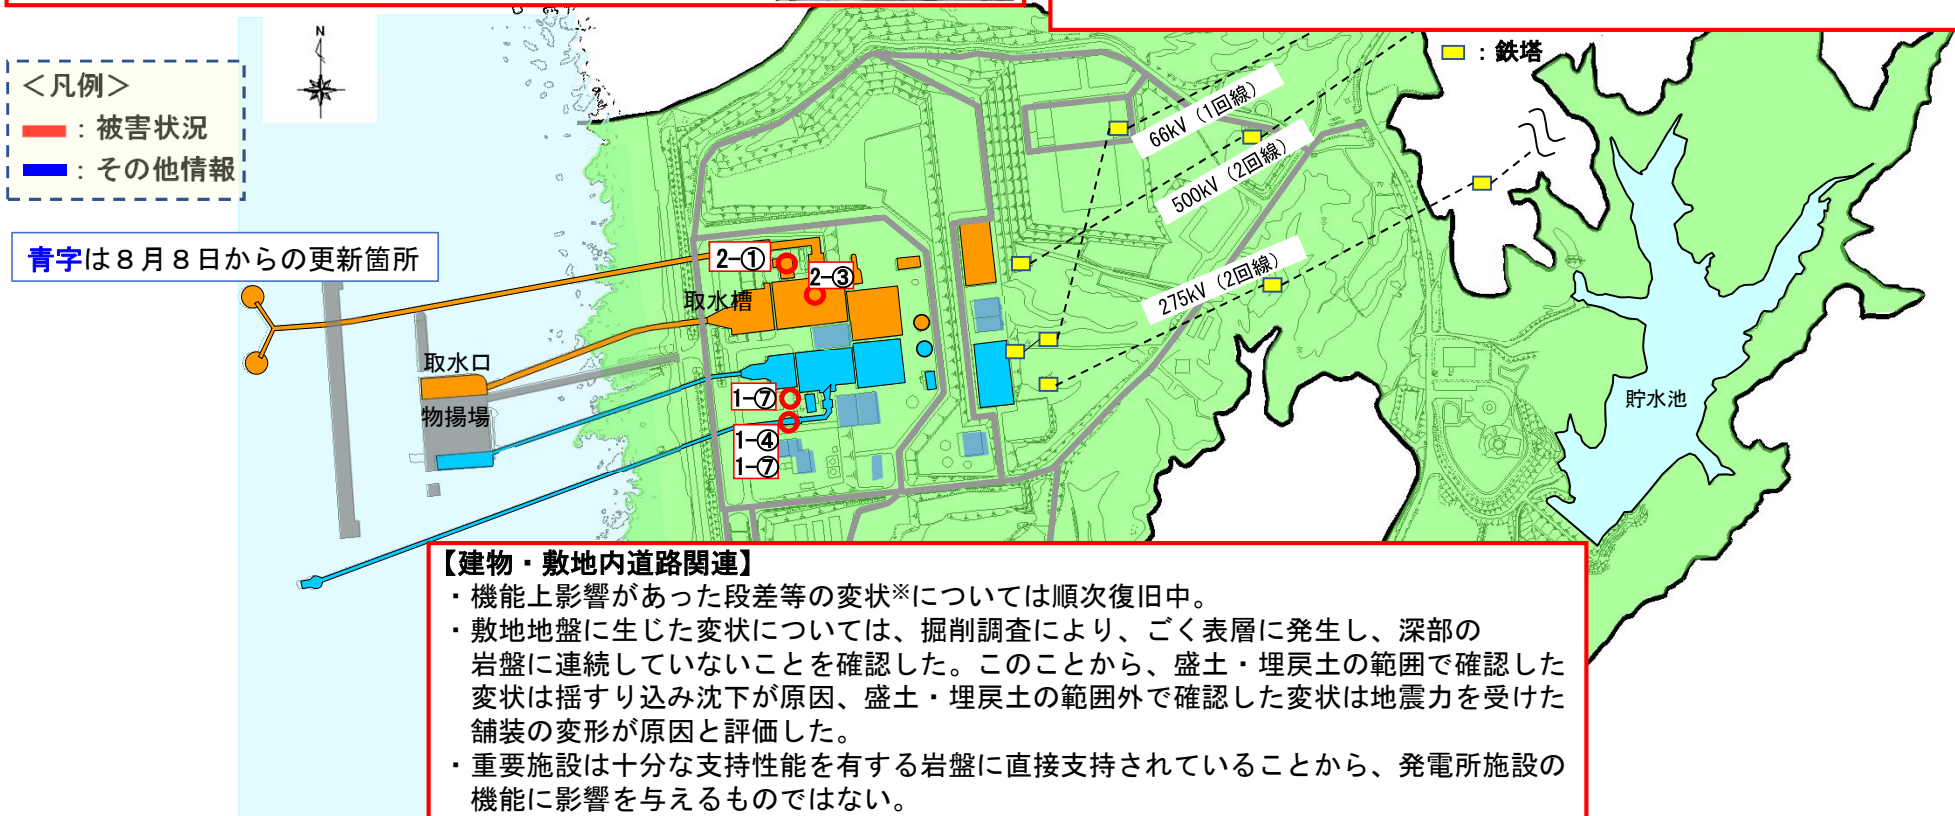 N
＜凡例＞
：被害状況
：その他情報
青字は８月８日からの更新箇所
：鉄塔
66kV（1回線）
500kV（2回線）
275kV（2回線）
2-①
2-③
取水槽
取水口
物揚場
1-⑦
1-④
1-⑦
貯水池
【建物・敷地内道路関連】
・機能上影響があった段差等の変状※については順次復旧中。
・敷地地盤に生じた変状については、掘削調査により、ごく表層に発生し、深部の
岩盤に連続していないことを確認した。このことから、盛土・埋戻土の範囲で確認した
変状は揺すり込み沈下が原因、盛土・埋戻土の範囲外で確認した変状は地震力を受けた
舗装の変形が原因と評価した。
・重要施設は十分な支持性能を有する岩盤に直接支持されていることから、発電所施設の
機能に影響を与えるものではない。